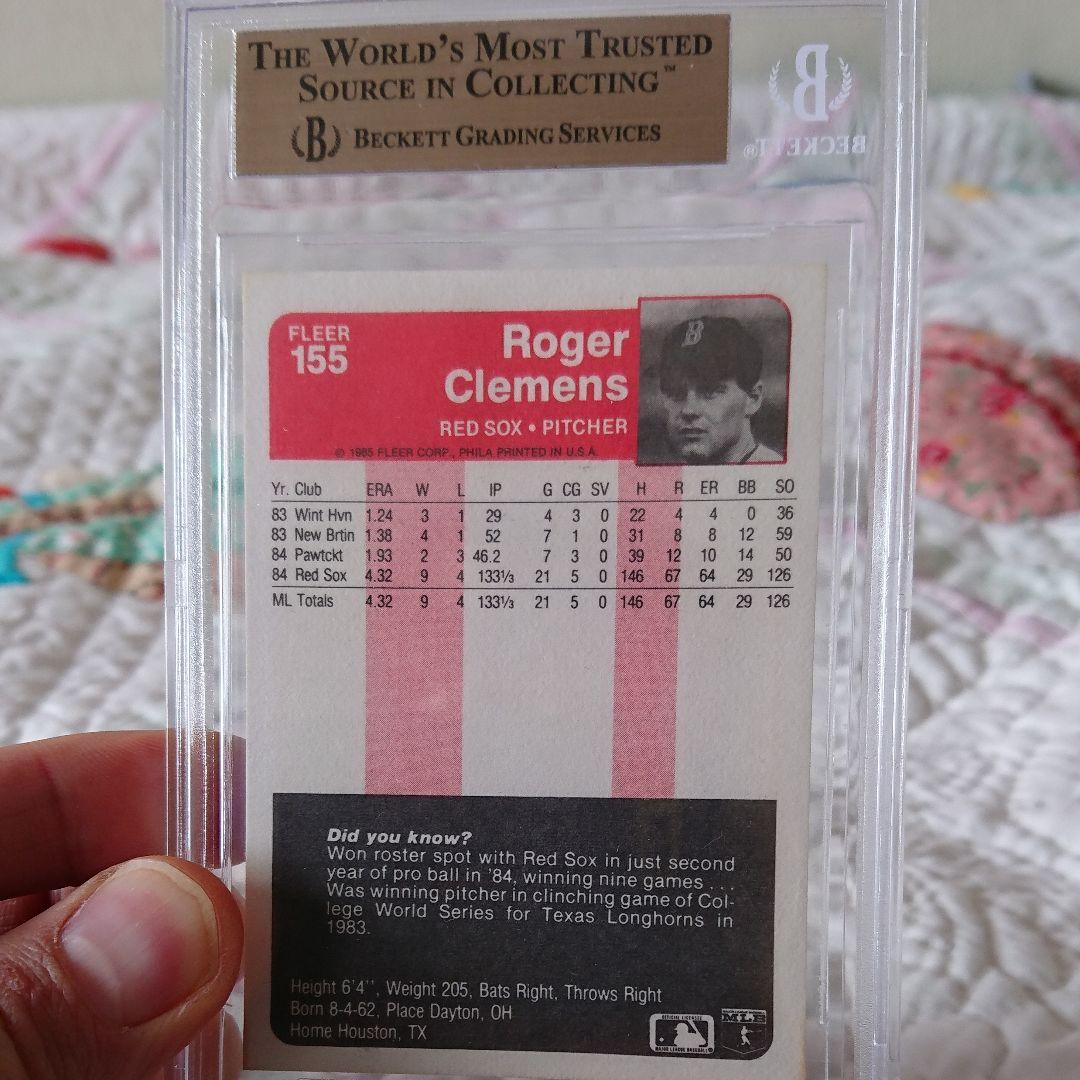 THE WORLD'S MOST TRUSTED
SOURCE IN COLLECTING™
B BECKETT GRADING SERVICES
B
BECKETT®
FLEER
155
Roger
Clemens
RED SOX • PITCHER
© 1985 FLEER CORP., PHILA PRINTED IN U.S.A.
B
Yr. Club ERA W L IP G CG SV H R ER BB SO
83 Wint Hvn 1.24 3 1 29 4 3 0 22 4 4 0 36
83 New Brtin 1.38 4 1 52 7 1 0 31 8 8 12 59
84 Pawtckt 1.93 2 3 46.2 7 3 0 39 12 10 14 50
84 Red Sox 4.32 9 4 133⅓ 21 5 0 146 67 64 29 126
ML Totals 4.32 9 4 133⅓ 21 5 0 146 67 64 29 126
Did you know?
Won roster spot with Red Sox in just second
year of pro ball in '84, winning nine games . . .
Was winning pitcher in clinching game of Col-
lege World Series for Texas Longhorns in
1983.
Height 6'4'', Weight 205, Bats Right, Throws Right
Born 8-4-62, Place Dayton, OH
Home Houston, TX
OFFICIAL LICENSEE
MAJOR LEAGUE BASEBALL
MLB